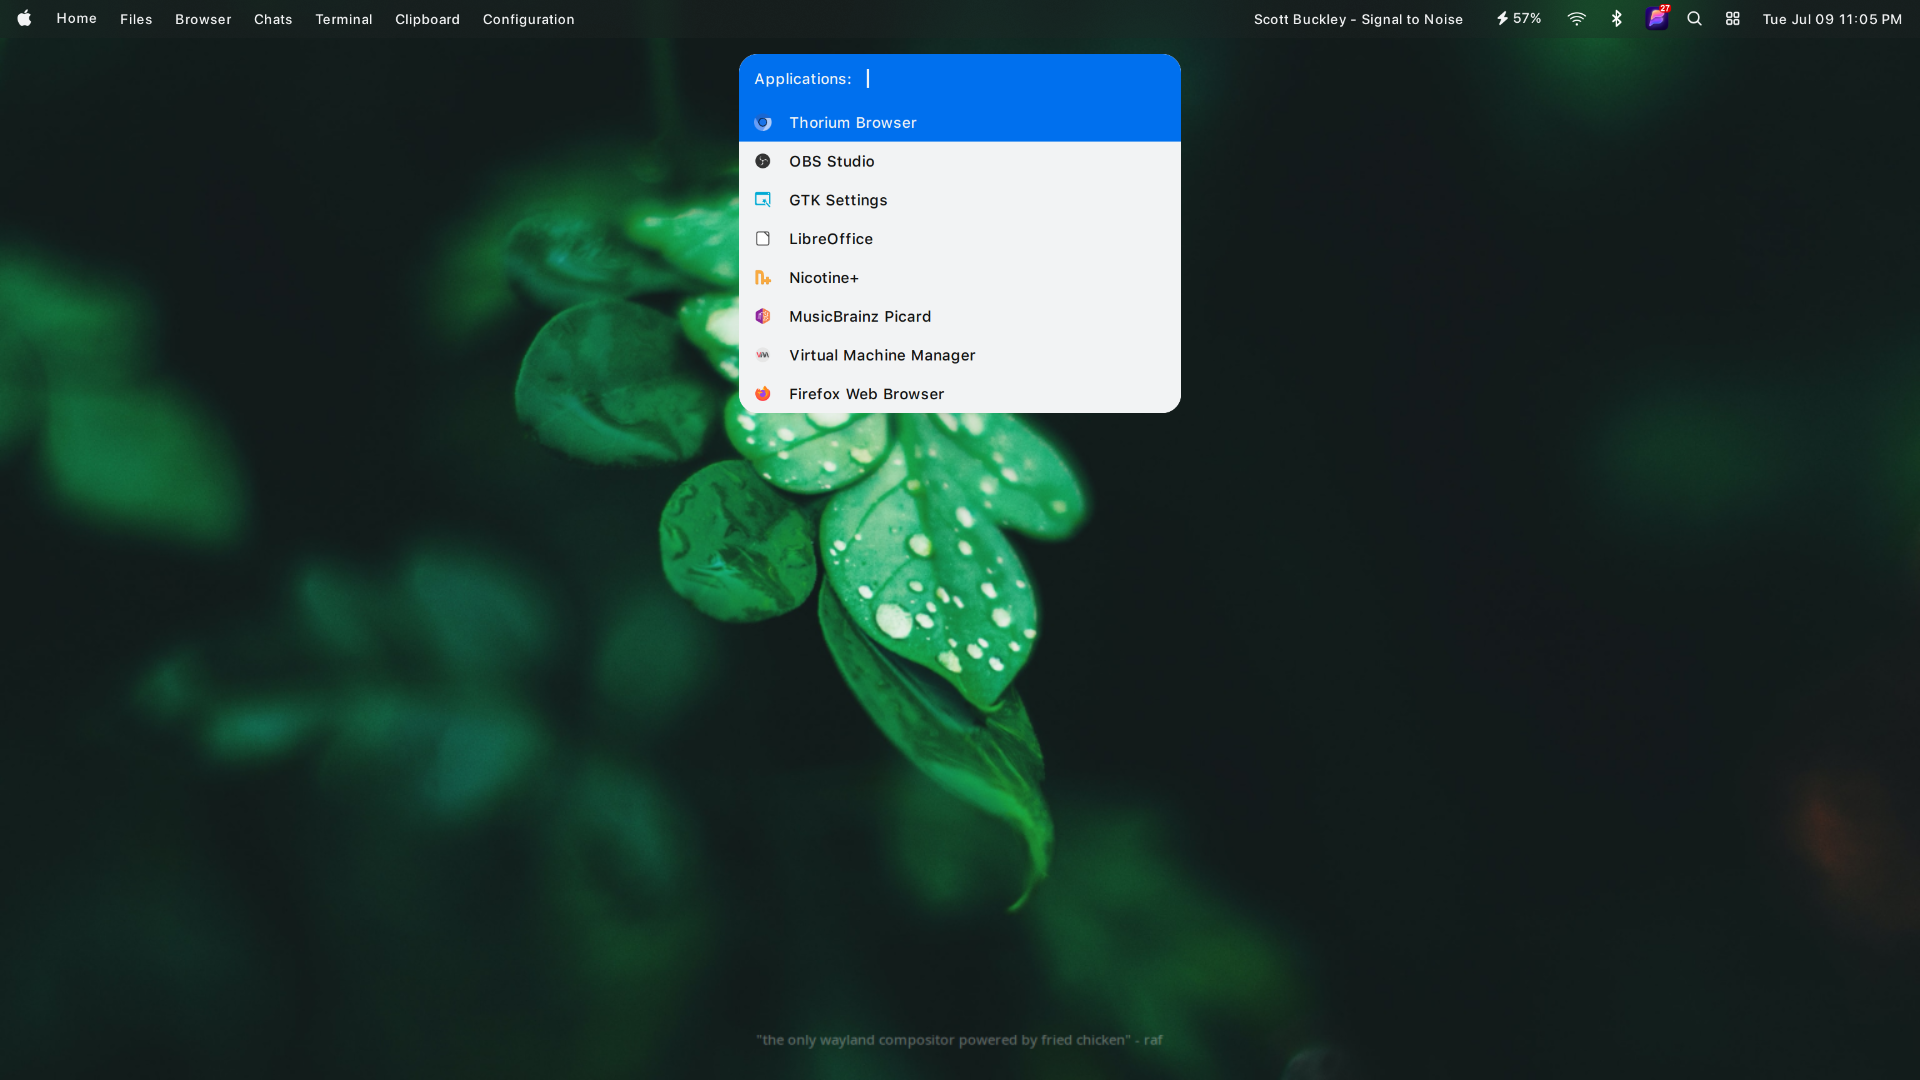 Home Files Browser Chats Terminal Clipboard Configuration Scott Buckley - Signal to Noise 57% 27 Tue Jul 09 11:05 PM
Applications:
Thorium Browser
OBS Studio
GTK Settings
LibreOffice
Nicotine+
MusicBrainz Picard
Virtual Machine Manager
Firefox Web Browser
"the only wayland compositor powered by fried chicken" - raf